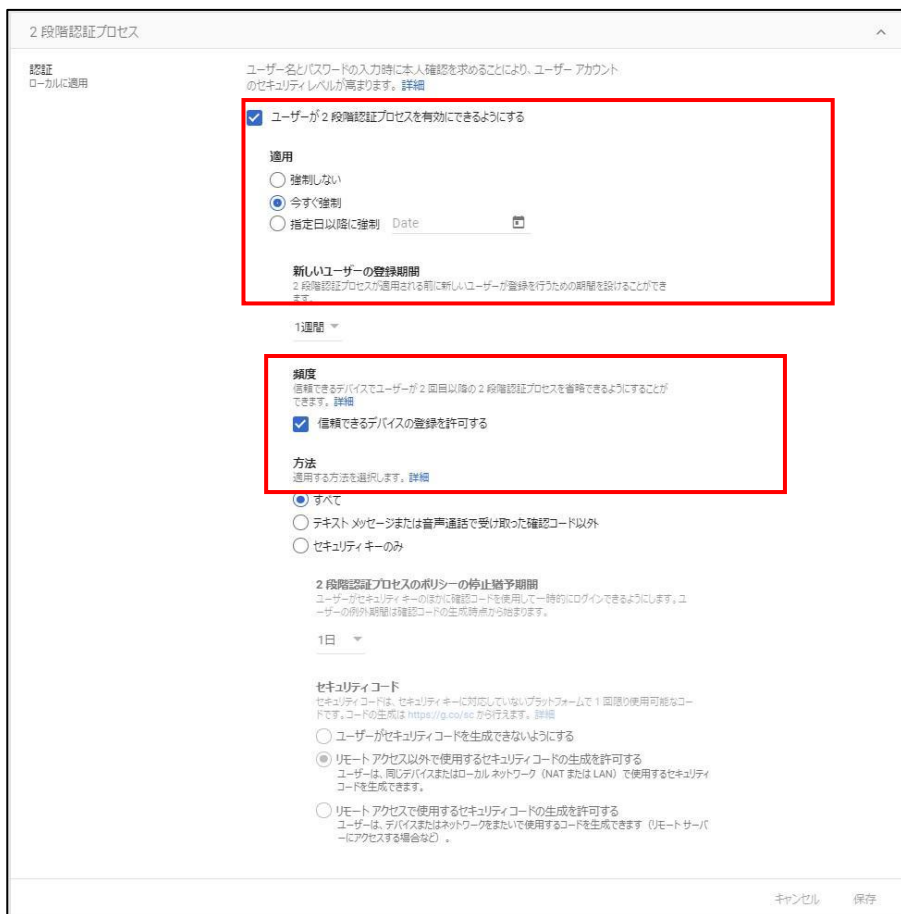 2 段階認証プロセス
認証
ローカルに適用
ユーザー名とパスワードの入力時に本人確認を求めることにより、ユーザー アカウント
のセキュリティ レベルが高まります。 詳細
ユーザーが 2 段階認証プロセスを有効にできるようにする
適用
強制しない
今すぐ強制
指定日以降に強制 Date
新しいユーザーの登録期間
2 段階認証プロセスが適用される前に新しいユーザーが登録を行うための期間を設けることができ
ます。
1週間
頻度
信頼できるデバイスでユーザーが 2 回目以降の 2 段階認証プロセスを省略できるようにすることが
できます。 詳細
信頼できるデバイスの登録を許可する
方法
適用する方法を選択します。 詳細
すべて
テキスト メッセージまたは音声通話で受け取った確認コード以外
セキュリティ キーのみ
2 段階認証プロセスのポリシーの停止猶予期間
ユーザーがセキュリティ キーのほかに確認コードを使用して一時的にログインできるようにします。ユ
ーザーの例外期間は確認コードの生成時点から始まります。
1日
セキュリティ コード
セキュリティ コードは、セキュリティ キーに対応していないプラットフォームで 1 回限り使用可能なコー
ドです。コードの生成は https://g.co/sc から行えます。 詳細
ユーザーがセキュリティ コードを生成できないようにする
リモート アクセス以外で使用するセキュリティ コードの生成を許可する
ユーザーは、同じデバイスまたはローカル ネットワーク（NAT または LAN）で使用するセキュリティ
コードを生成できます。
リモート アクセスで使用するセキュリティ コードの生成を許可する
ユーザーは、デバイスまたはネットワークをまたいで使用するコードを生成できます（リモート サーバ
ーにアクセスする場合など）。
キャンセル 保存